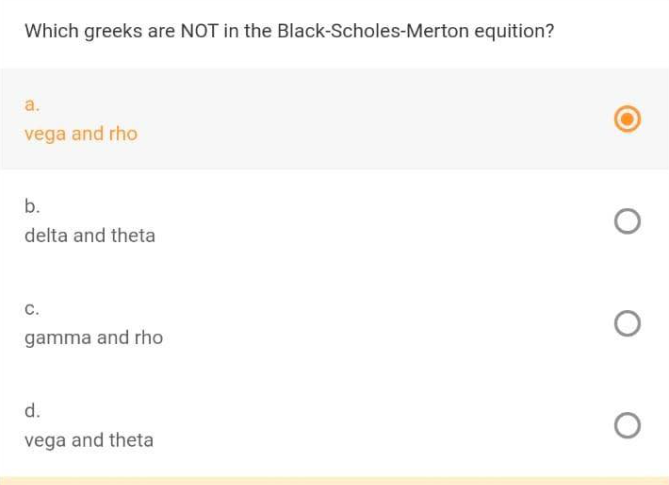 Which greeks are NOT in the Black-Scholes-Merton equition?
a.
vega and rho
b.
delta and theta
c.
gamma and rho
d.
vega and theta